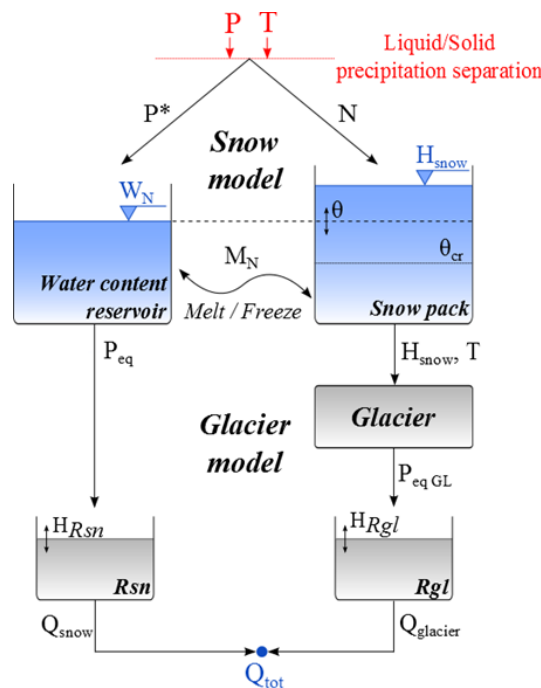 P T
Liquid/Solid
precipitation separation
P* N
Snow
model
W_N
H_snow
θ
θ_cr
M_N
Melt / Freeze
Water content
reservoir
Snow pack
P_eq
H_snow, T
Glacier
Glacier
model
P_eq GL
H_Rsn
H_Rgl
Rsn
Rgl
Q_snow
Q_glacier
Q_tot